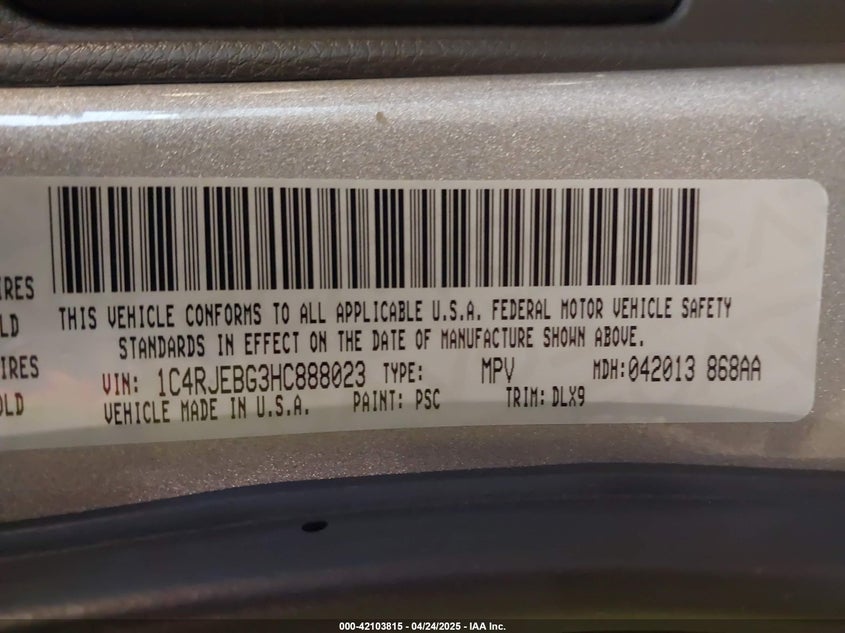 IRES
LD
IRES
OLD
THIS VEHICLE CONFORMS TO ALL APPLICABLE U.S.A. FEDERAL MOTOR VEHICLE SAFETY
STANDARDS IN EFFECT ON THE DATE OF MANUFACTURE SHOWN ABOVE.
VIN: 1C4RJEBG3HC888023 TYPE: MPV MDH:042013 868AA
VEHICLE MADE IN U.S.A. PAINT: PSC TRIM: DLX9
000-42103815 - 04/24/2025 - IAA Inc.